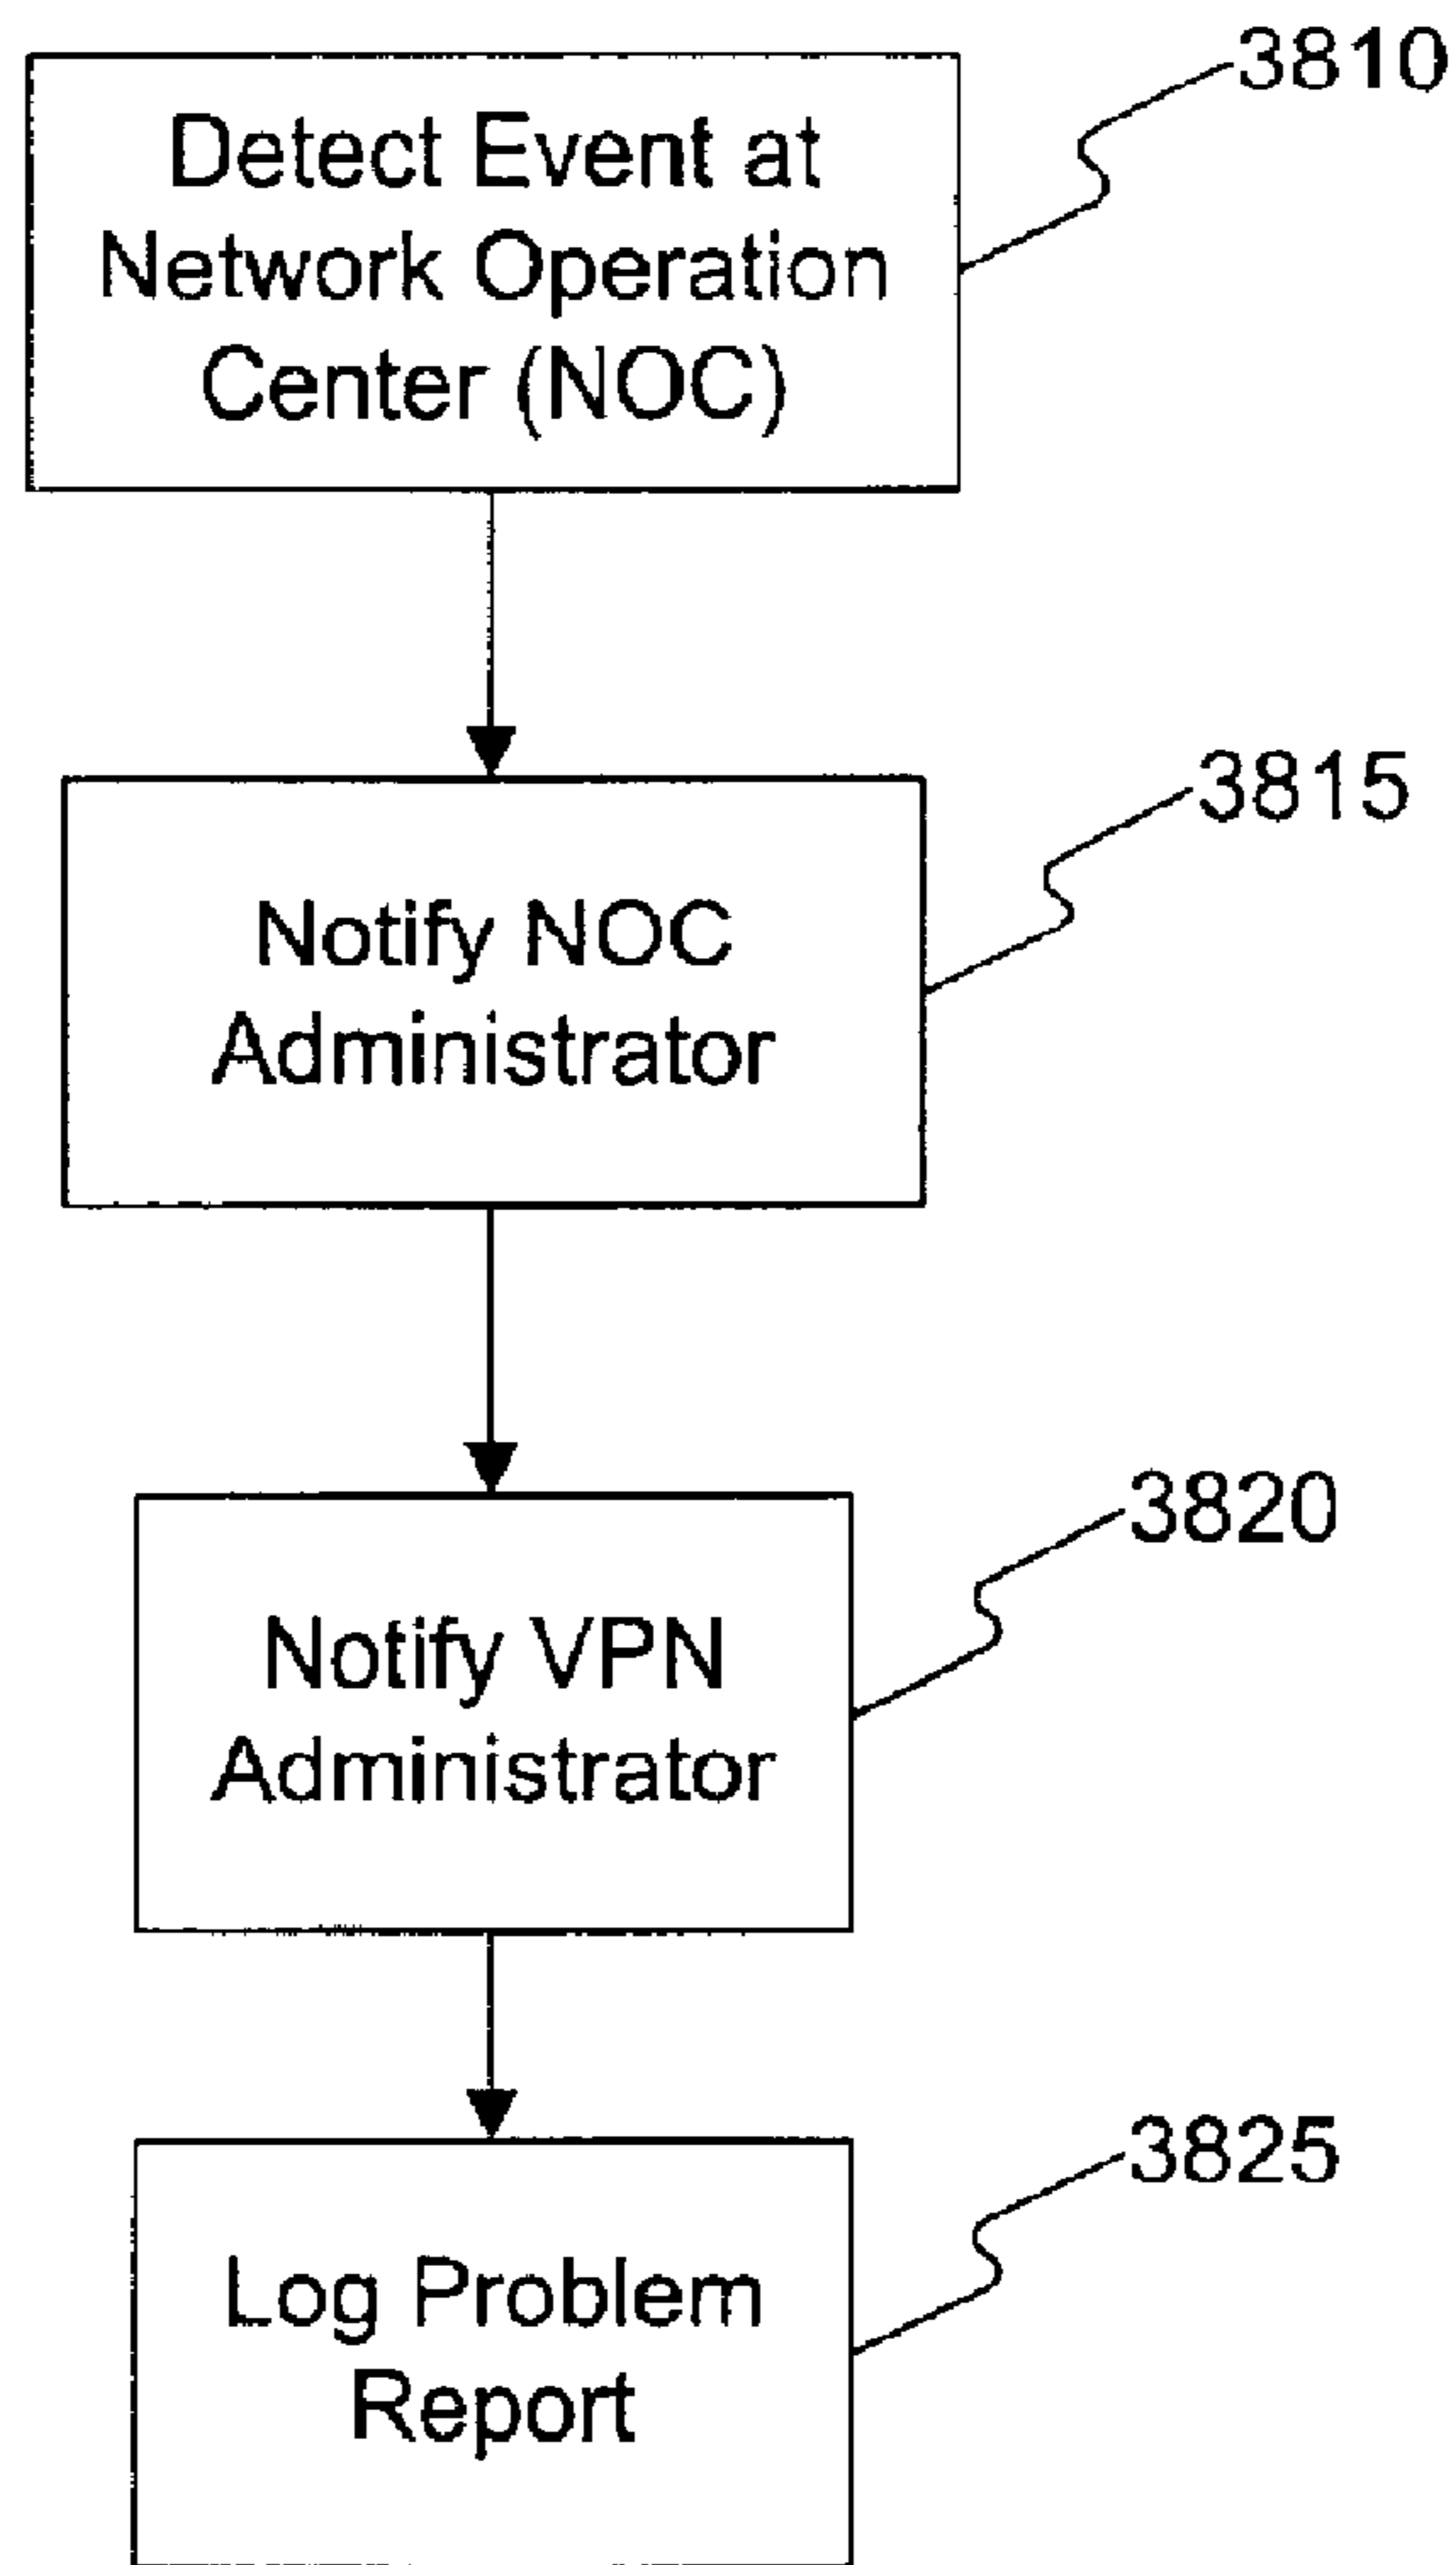 3810
Detect Event at
Network Operation
Center (NOC)
3815
Notify NOC
Administrator
3820
Notify VPN
Administrator
3825
Log Problem
Report